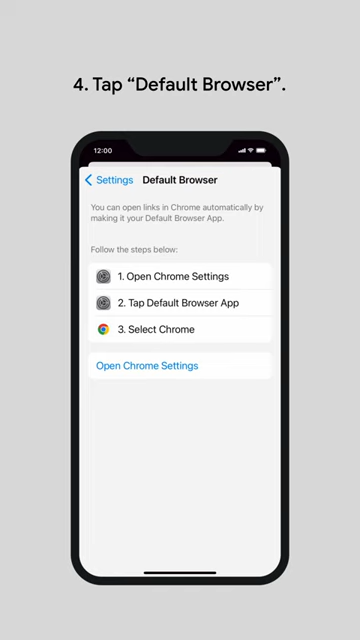 4. Tap “Default Browser”.
12:00
Settings
Default Browser
You can open links in Chrome automatically by
making it your Default Browser App.
Follow the steps below:
1. Open Chrome Settings
2. Tap Default Browser App
3. Select Chrome
Open Chrome Settings